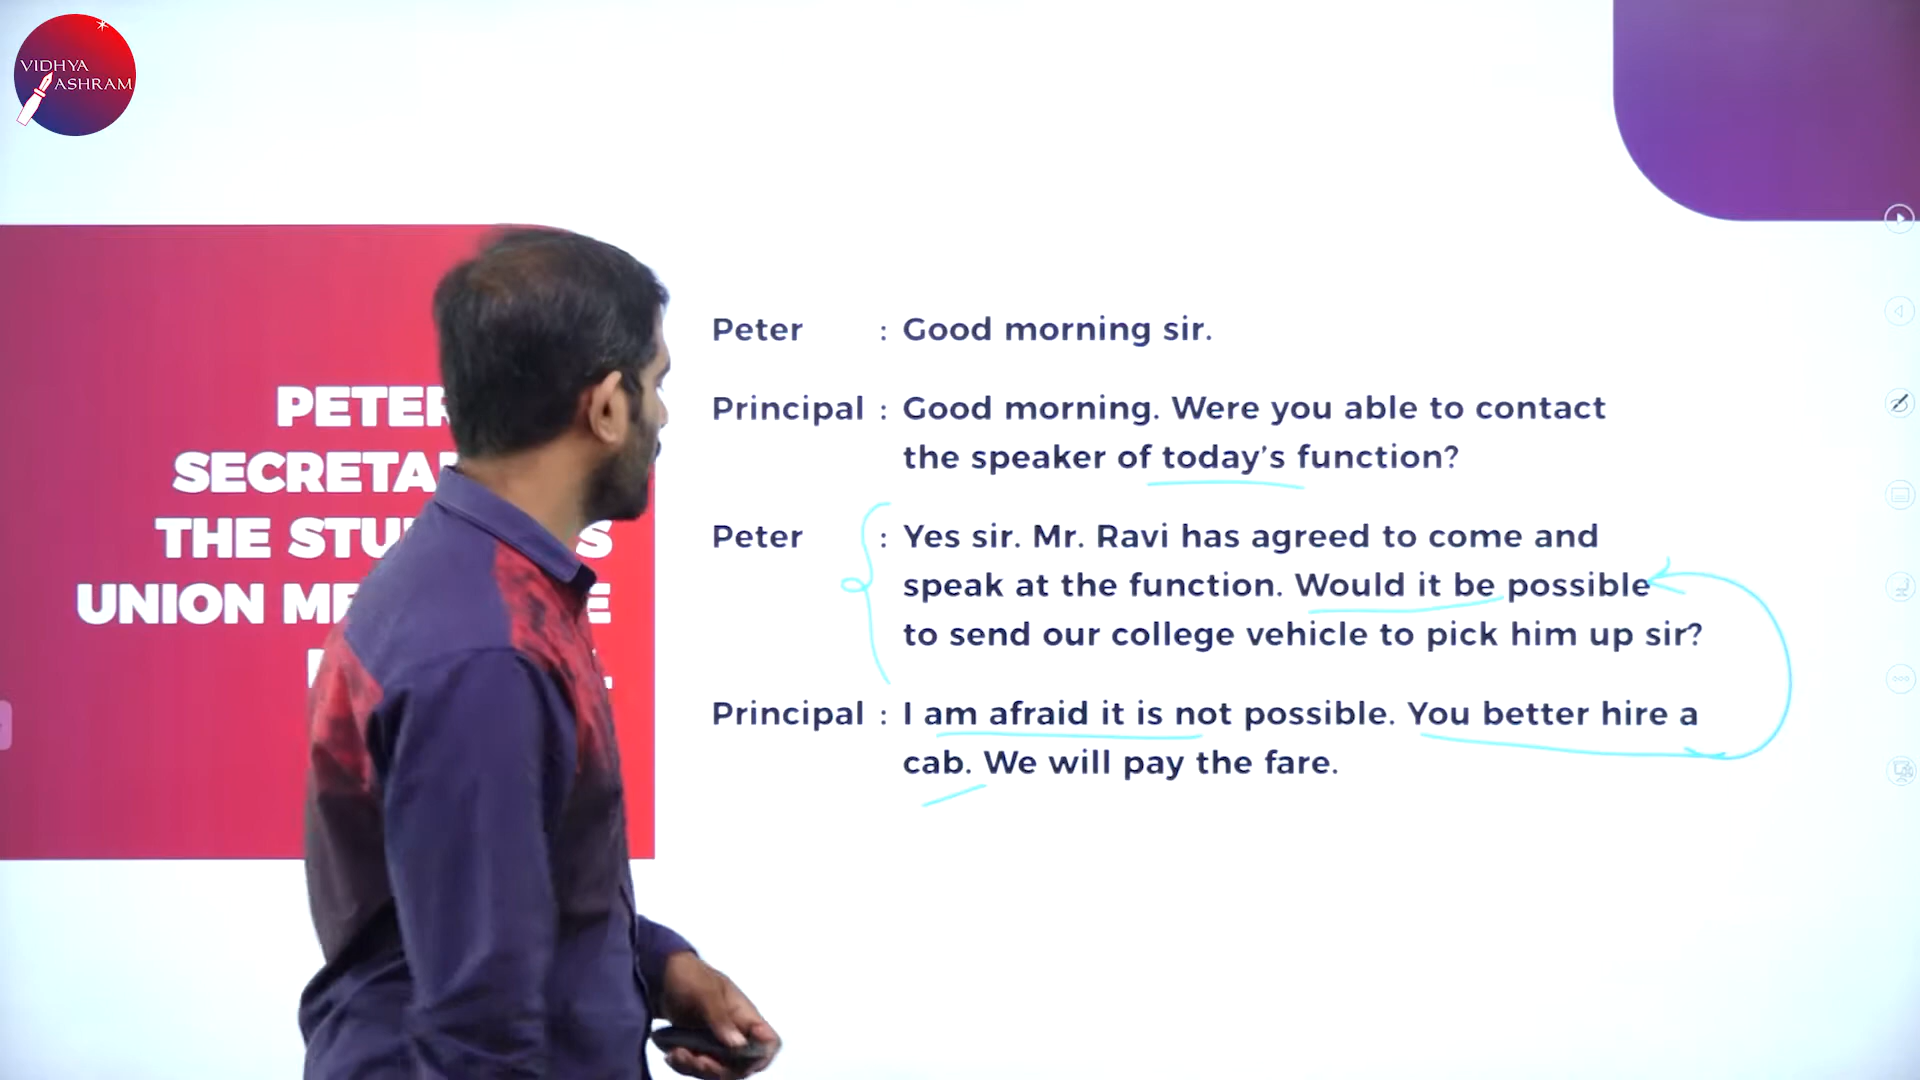 VIDHYA
ASHRAM
PETER
SECRETA
THE STU S
UNION ME E
Peter : Good morning sir.
Principal : Good morning. Were you able to contact
the speaker of today's function?
Peter : Yes sir. Mr. Ravi has agreed to come and
speak at the function. Would it be possible
to send our college vehicle to pick him up sir?
Principal : I am afraid it is not possible. You better hire a
cab. We will pay the fare.